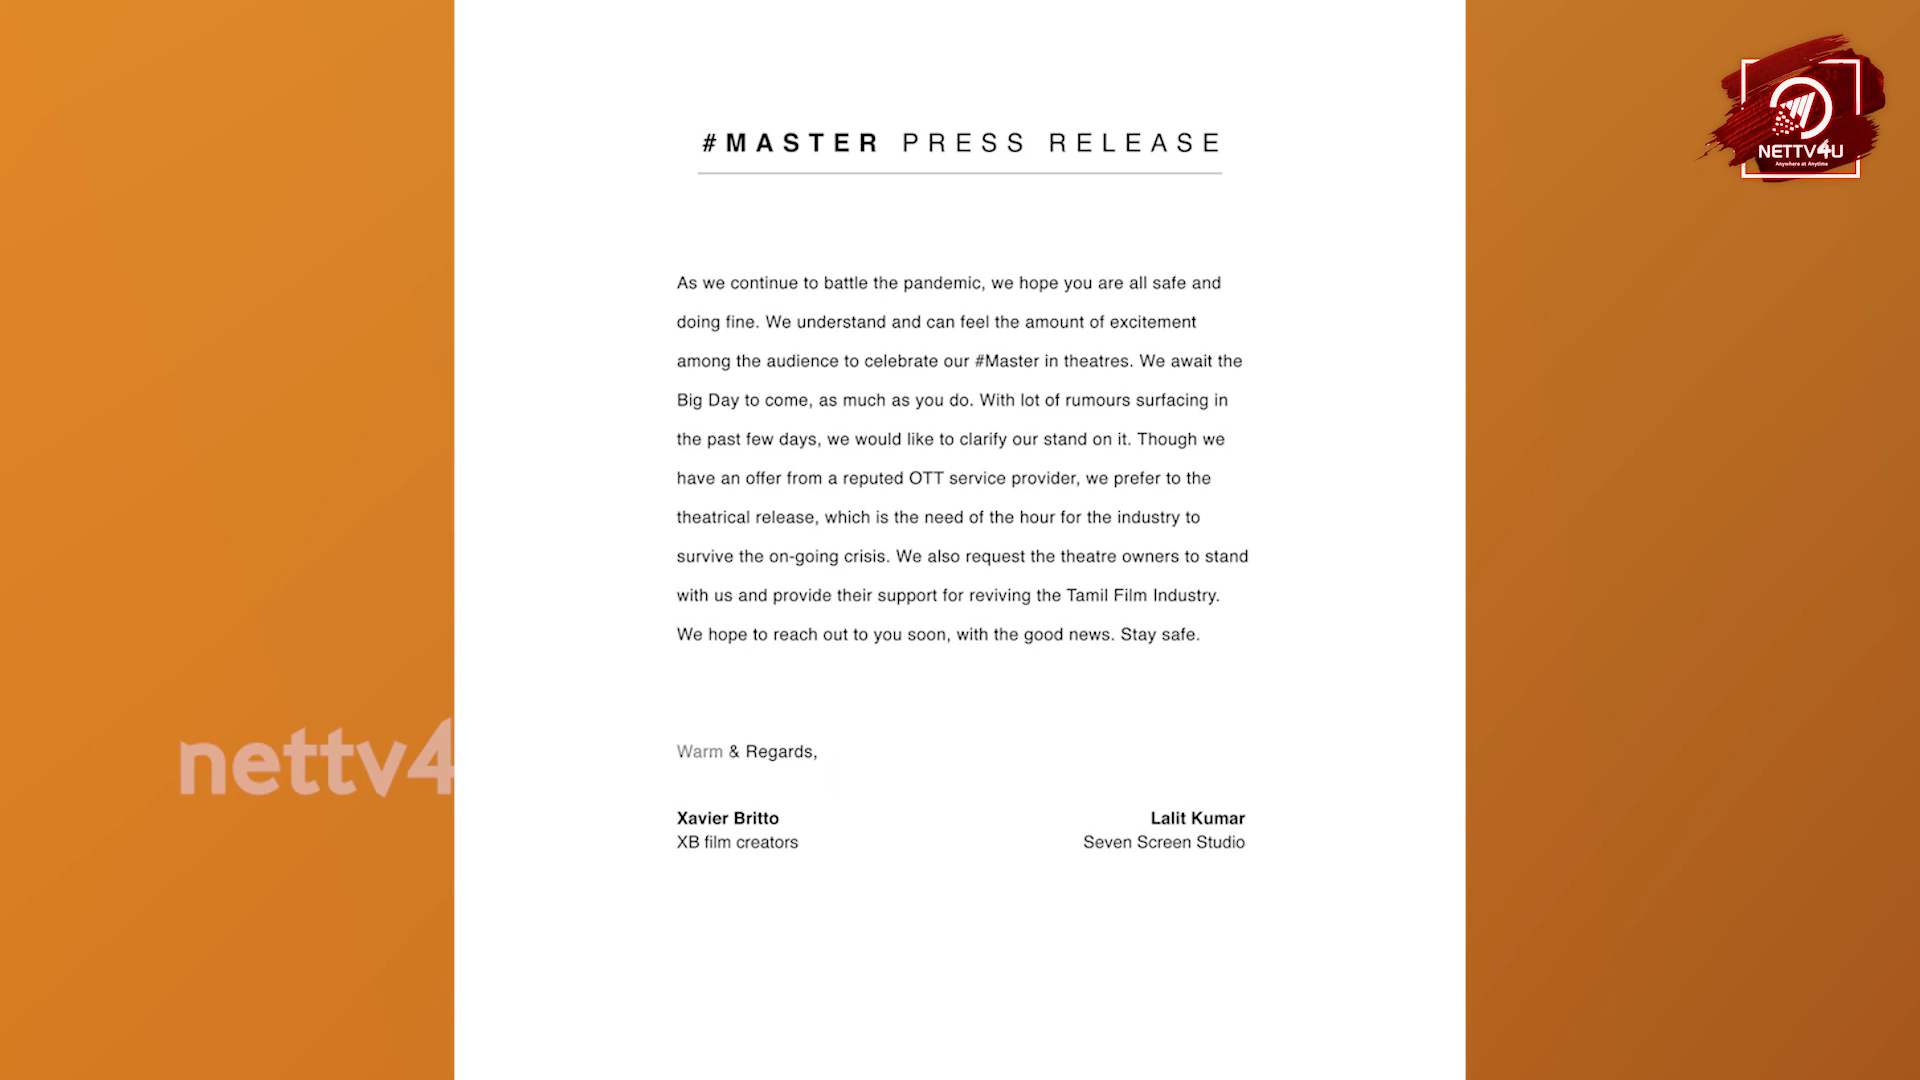 #MASTER PRESS RELEASE
NETTV4U
Anywhere at Anytime
As we continue to battle the pandemic, we hope you are all safe and
doing fine. We understand and can feel the amount of excitement
among the audience to celebrate our #Master in theatres. We await the
Big Day to come, as much as you do. With lot of rumours surfacing in
the past few days, we would like to clarify our stand on it. Though we
have an offer from a reputed OTT service provider, we prefer to the
theatrical release, which is the need of the hour for the industry to
survive the on-going crisis. We also request the theatre owners to stand
with us and provide their support for reviving the Tamil Film Industry.
We hope to reach out to you soon, with the good news. Stay safe.
nettv4
Warm & Regards,
Xavier Britto
XB film creators
Lalit Kumar
Seven Screen Studio